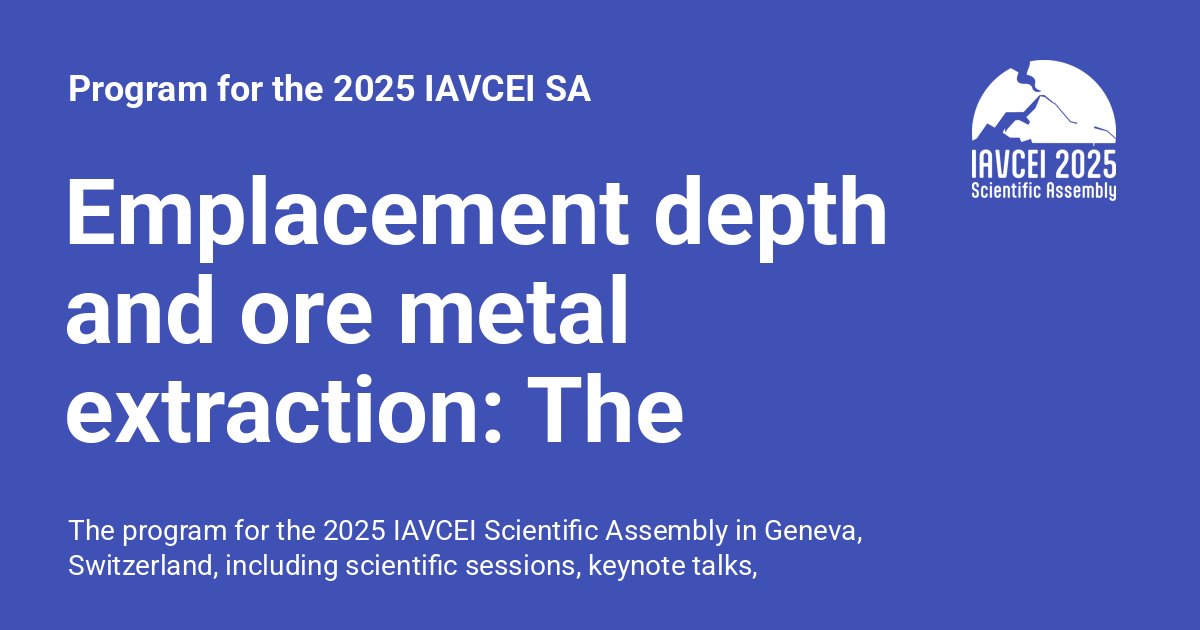 Program for the 2025 IAVCEI SA
IAVCEI 2025
Scientific Assembly
Emplacement depth
and ore metal
extraction: The
The program for the 2025 IAVCEI Scientific Assembly in Geneva,
Switzerland, including scientific sessions, keynote talks,